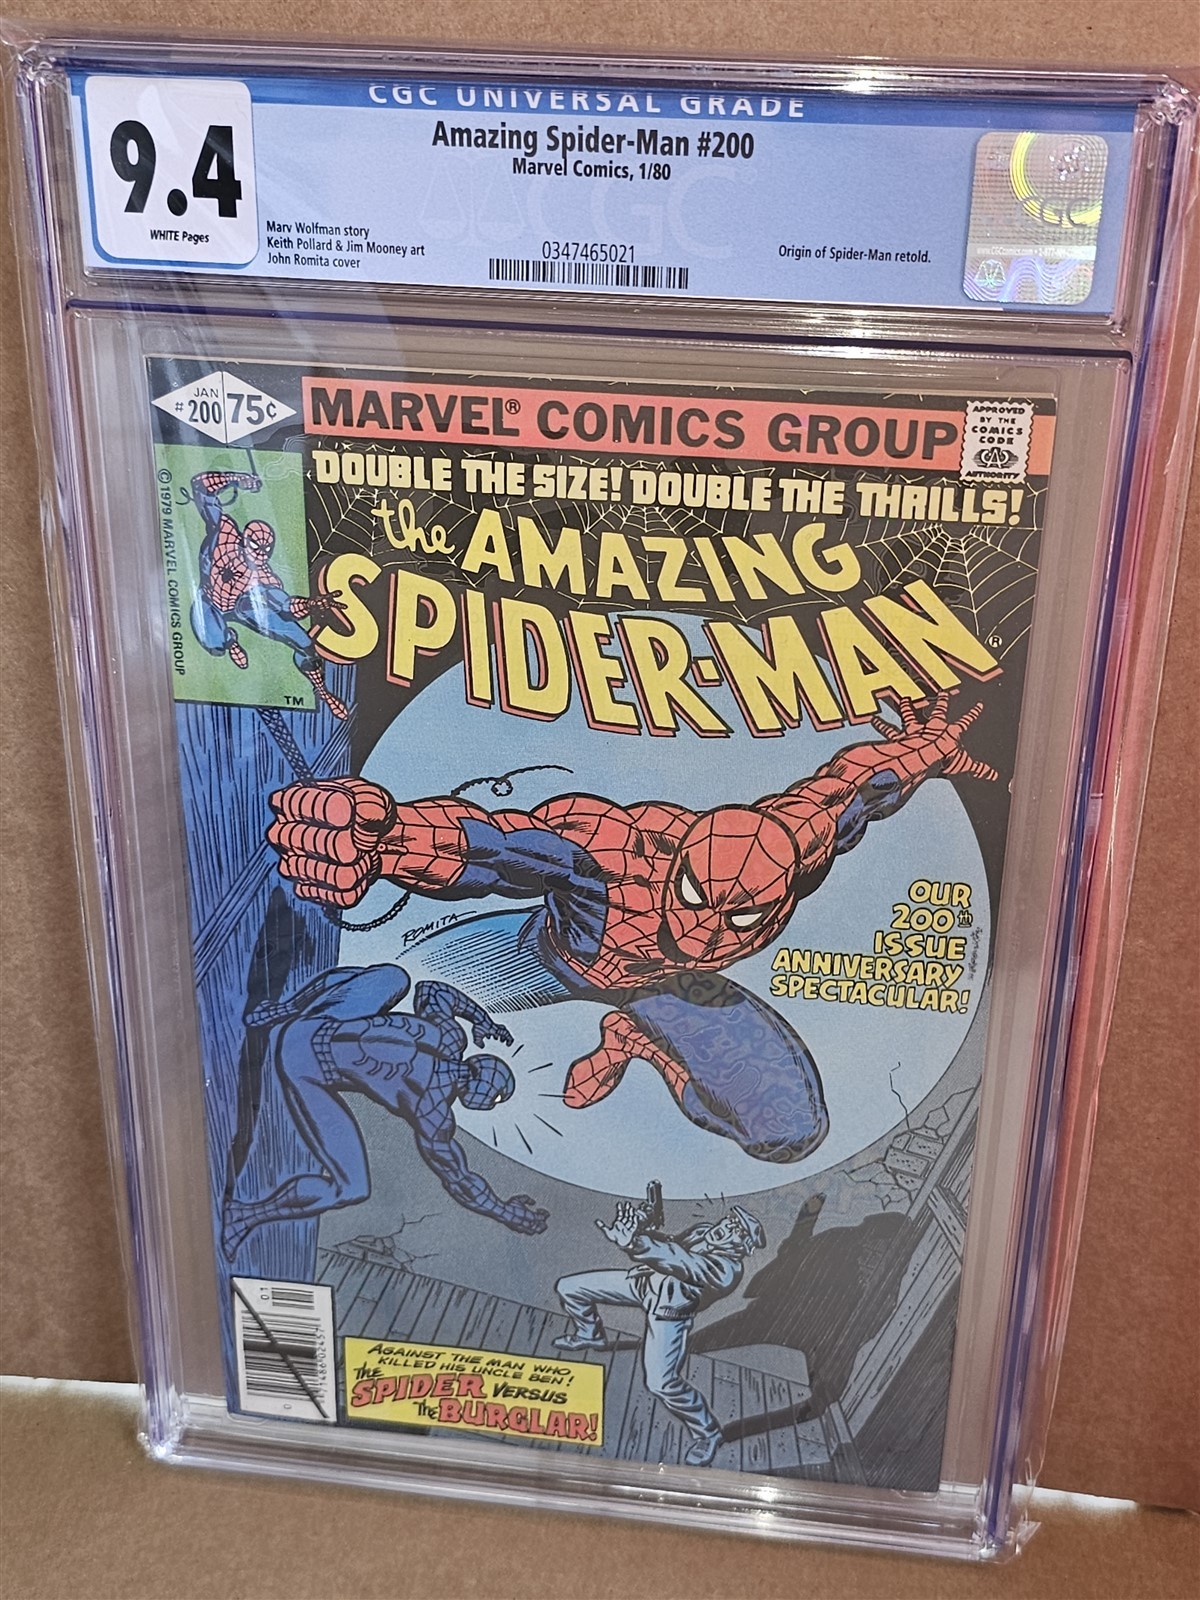 CGC UNIVERSAL GRADE
9.4
WHITE Pages
Amazing Spider-Man #200
Marvel Comics, 1/80
Marv Wolfman story
Keith Pollard & Jim Mooney art
John Romita cover
0347465021
Origin of Spider-Man retold.
CGC
JAN
#200
75¢
MARVEL® COMICS GROUP
APPROVED
BY THE
COMICS
CODE
CA
AUTHORITY
© 1979 MARVEL COMICS GROUP
TM
DOUBLE THE SIZE! DOUBLE THE THRILLS!
the AMAZING
SPIDER-MAN®
ROMITA
OUR
200th
ISSUE
ANNIVERSARY
SPECTACULAR!
01
AGAINST THE MAN WHO
KILLED HIS UNCLE BEN!
The
SPIDER VERSUS
The BURGLAR!